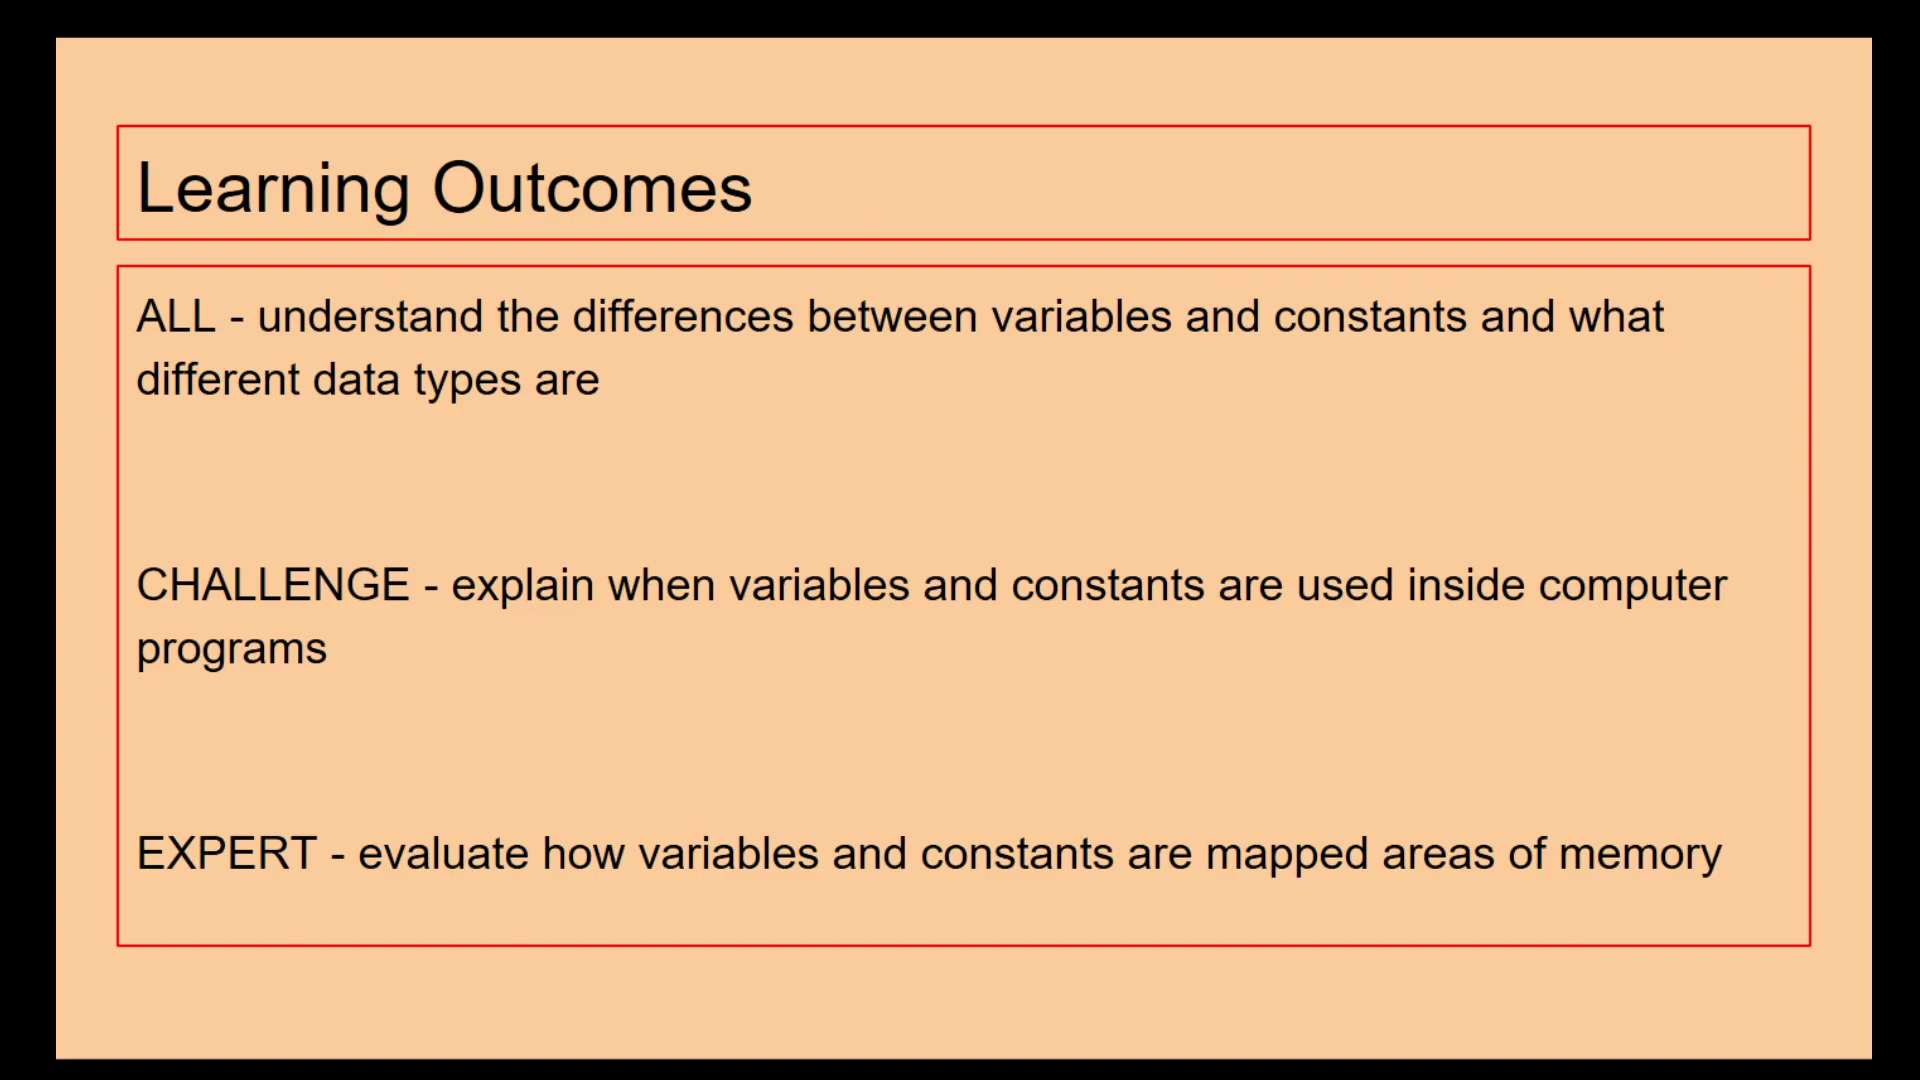 Learning Outcomes
ALL - understand the differences between variables and constants and what
different data types are
CHALLENGE - explain when variables and constants are used inside computer
programs
EXPERT - evaluate how variables and constants are mapped areas of memory